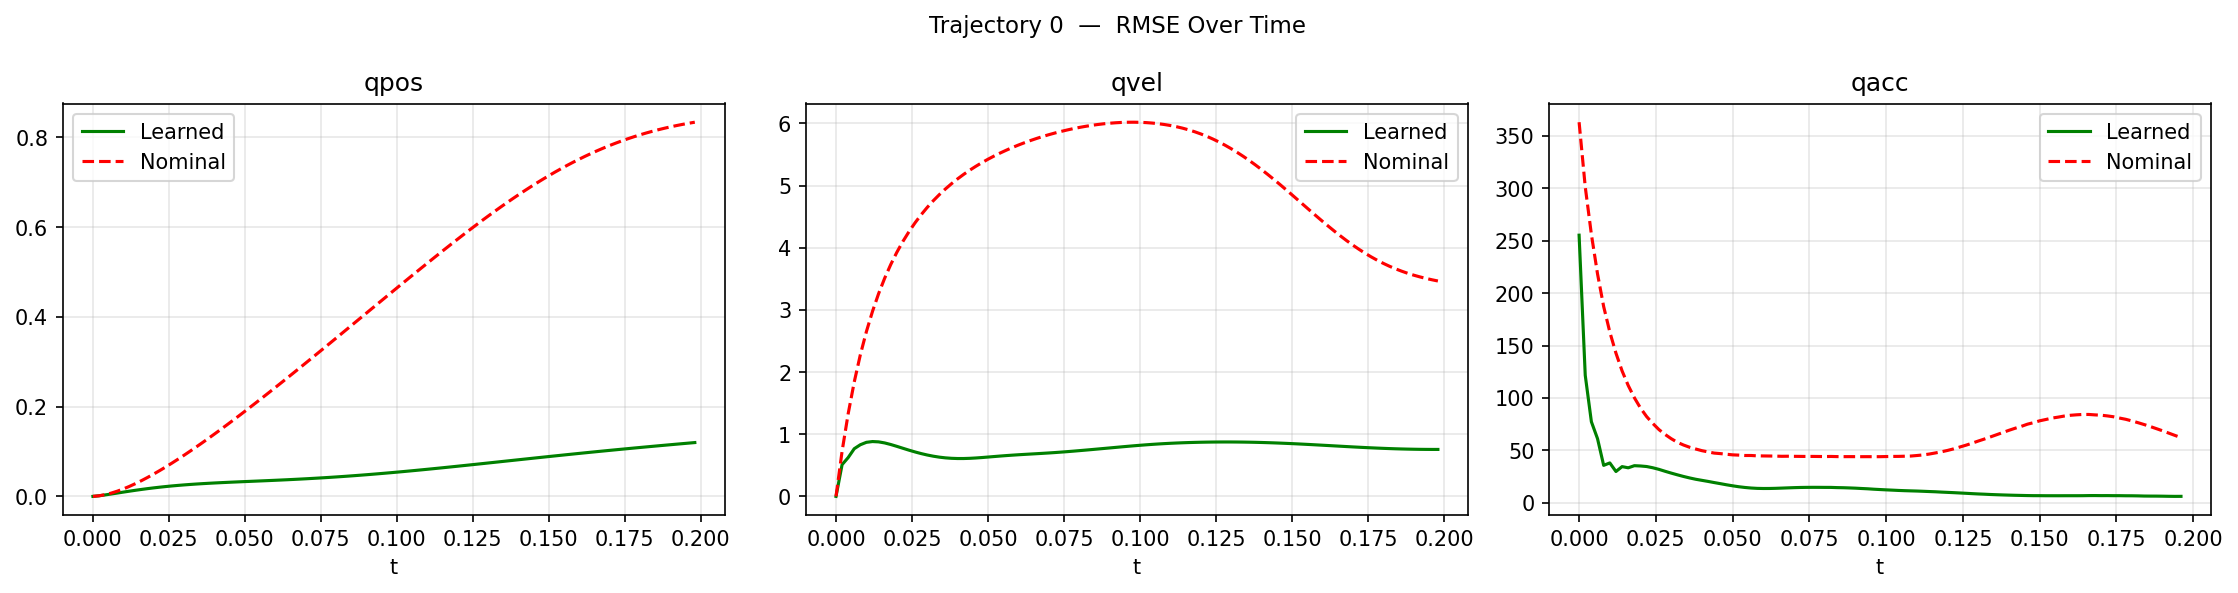 Trajectory 0 — RMSE Over Time
qpos
0.8
0.6
0.4
0.2
0.0
Learned
Nominal
0.000 0.025 0.050 0.075 0.100 0.125 0.150 0.175 0.200
t
qvel
6
5
4
3
2
1
0
Learned
Nominal
0.000 0.025 0.050 0.075 0.100 0.125 0.150 0.175 0.200
t
qacc
350
300
250
200
150
100
50
0
Learned
Nominal
0.000 0.025 0.050 0.075 0.100 0.125 0.150 0.175 0.200
t